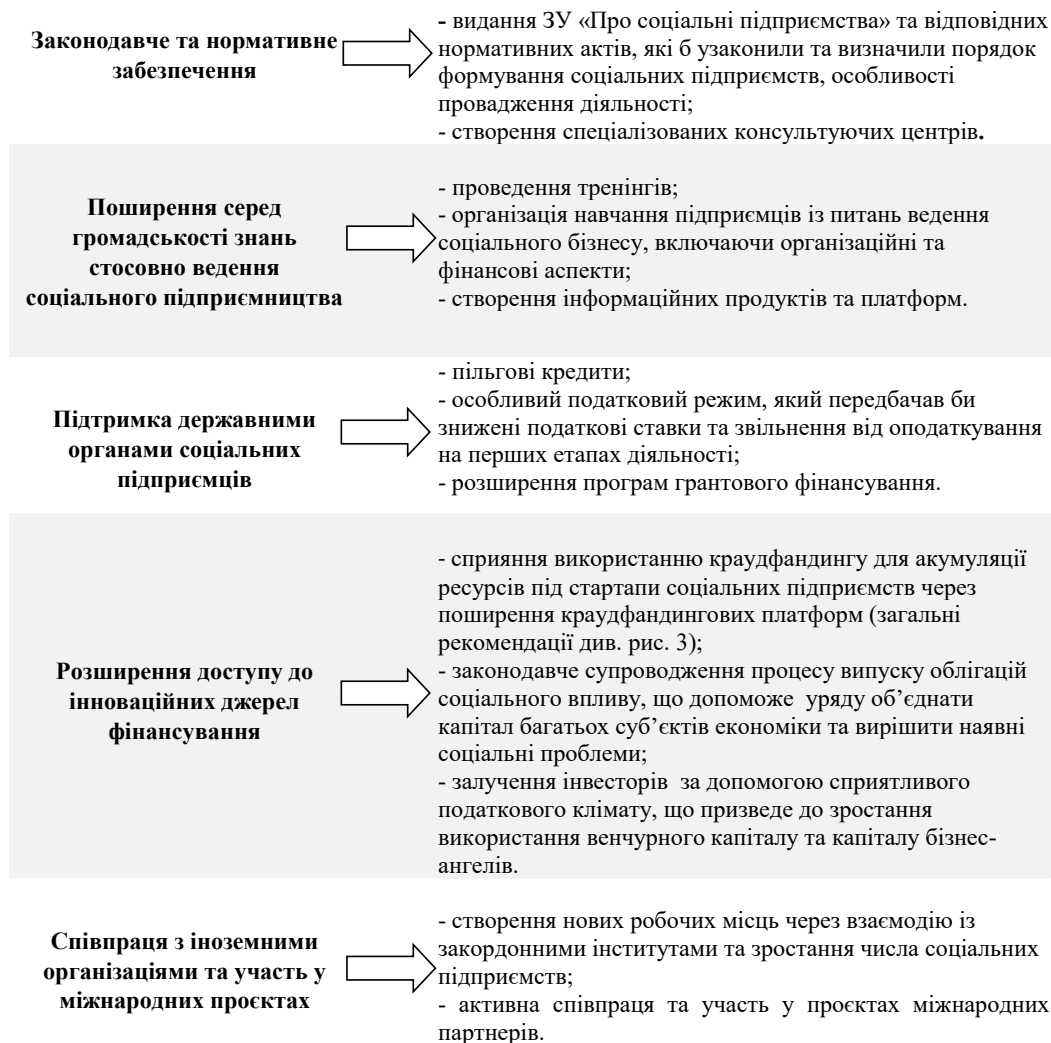 Законодавче та нормативне
забезпечення
- видання ЗУ «Про соціальні підприємства» та відповідних
нормативних актів, які б узаконили та визначили порядок
формування соціальних підприємств, особливості
провадження діяльності;
- створення спеціалізованих консультуючих центрів.
Поширення серед
громадськості знань
стосовно ведення
соціального підприємництва
- проведення тренінгів;
- організація навчання підприємців із питань ведення
соціального бізнесу, включаючи організаційні та
фінансові аспекти;
- створення інформаційних продуктів та платформ.
Підтримка державними
органами соціальних
підприємців
- пільгові кредити;
- особливий податковий режим, який передбачав би
знижені податкові ставки та звільнення від оподаткування
на перших етапах діяльності;
- розширення програм грантового фінансування.
Розширення доступу до
інноваційних джерел
фінансування
- сприяння використанню краудфандингу для акумуляції
ресурсів під стартапи соціальних підприємств через
поширення краудфандингових платформ (загальні
рекомендації див. рис. 3);
- законодавче супроводження процесу випуску облігацій
соціального впливу, що допоможе уряду об’єднати
капітал багатьох суб’єктів економіки та вирішити наявні
соціальні проблеми;
- залучення інвесторів за допомогою сприятливого
податкового клімату, що призведе до зростання
використання венчурного капіталу та капіталу бізнес-
ангелів.
Співпраця з іноземними
організаціями та участь у
міжнародних проєктах
- створення нових робочих місць через взаємодію із
закордонними інститутами та зростання числа соціальних
підприємств;
- активна співпраця та участь у проєктах міжнародних
партнерів.